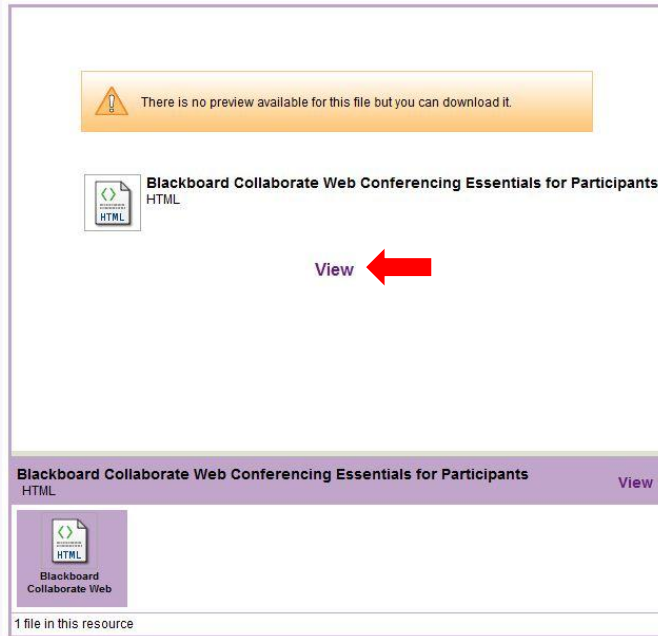 There is no preview available for this file but you can download it.
HTML
Blackboard Collaborate Web Conferencing Essentials for Participants
HTML
View
Blackboard Collaborate Web Conferencing Essentials for Participants
HTML
View
HTML
Blackboard
Collaborate Web
1 file in this resource